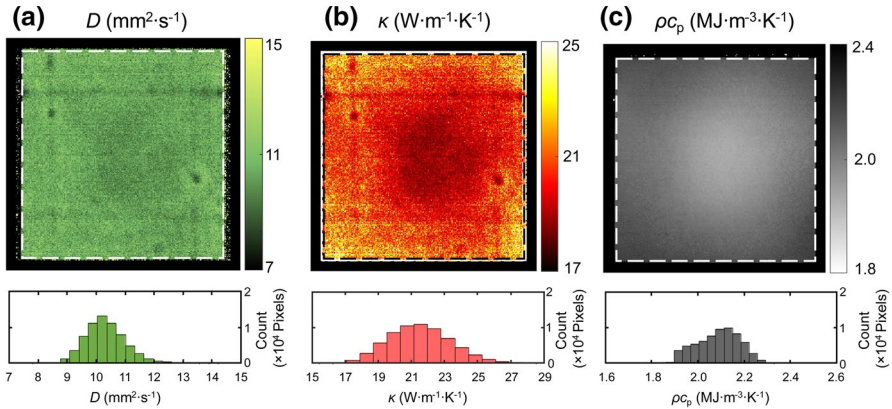 (a) D (mm²·s⁻¹)
15
11
7
(b) κ (W·m⁻¹·K⁻¹)
25
21
17
(c) ρcₚ (MJ·m⁻³·K⁻¹)
2.4
2.0
1.8
2
1
0
Count
(×10⁴ Pixels)
7 8 9 10 11 12 13 14 15
D (mm²·s⁻¹)
2
1
0
Count
(×10⁴ Pixels)
15 17 19 21 23 25 27 29
κ (W·m⁻¹·K⁻¹)
2
1
0
Count
(×10⁴ Pixels)
1.6 1.8 2.0 2.2 2.4 2.6
ρcₚ (MJ·m⁻³·K⁻¹)